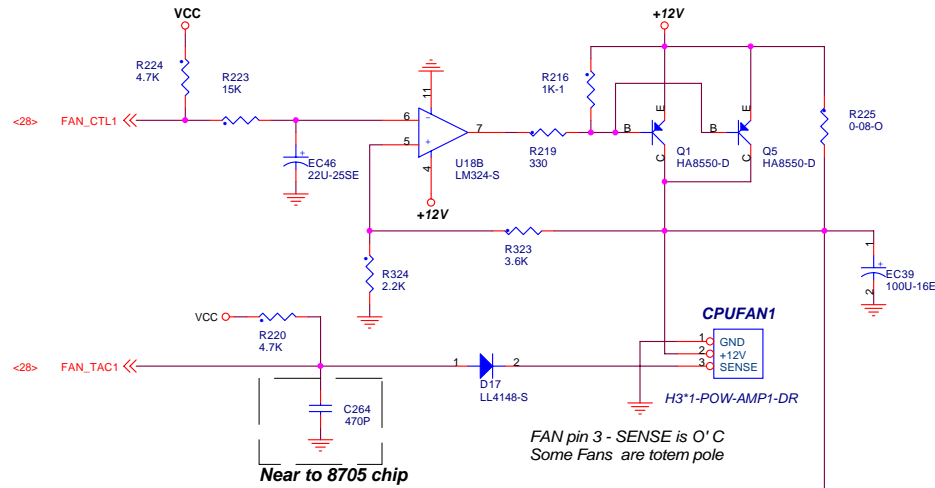 VCC
+12V
R224
4.7K
R223
15K
R216
1K-1
<28> FAN_CTL1
11
6
−
5
+
4
7
U18B
LM324-S
+12V
R219
330
B
E
C
Q1
HA8550-D
B
E
C
Q5
HA8550-D
R225
0-08-O
+
EC46
22U-25SE
R323
3.6K
R324
2.2K
1
+
2
EC39
100U-16E
VCC
R220
4.7K
<28> FAN_TAC1
1
2
D17
LL4148-S
CPUFAN1
1 GND
2 +12V
3 SENSE
H3*1-POW-AMP1-DR
C264
470P
Near to 8705 chip
FAN pin 3 - SENSE is O' C
Some Fans are totem pole